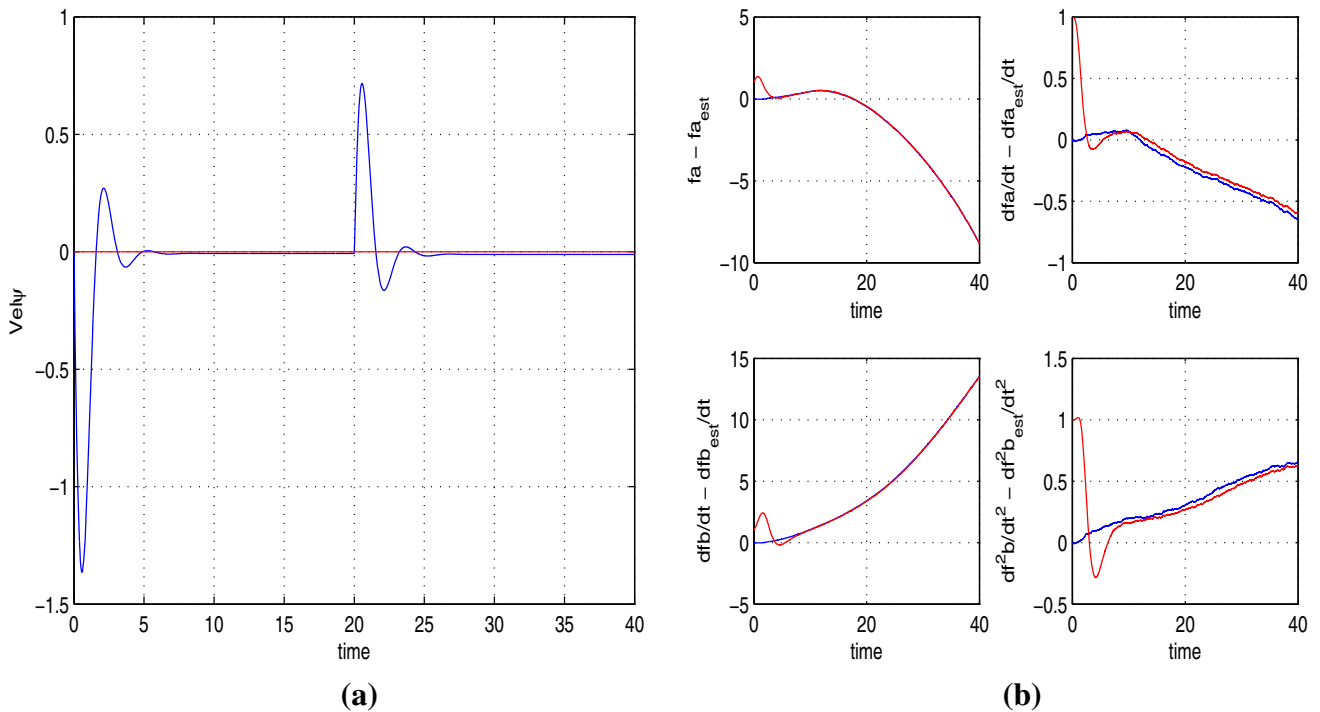 1
0.5
0
−0.5
−1
−1.5
Velψ
0 5 10 15 20 25 30 35 40
time
(a)
5
0
−5
−10
fa − fa_est
0 20 40
time
1
0.5
0
−0.5
−1
dfa/dt − dfa_est/dt
0 20 40
time
15
10
5
0
−5
dfb/dt − dfb_est/dt
0 20 40
time
1.5
1
0.5
0
−0.5
df²b/dt² − df²b_est/dt²
0 20 40
time
(b)